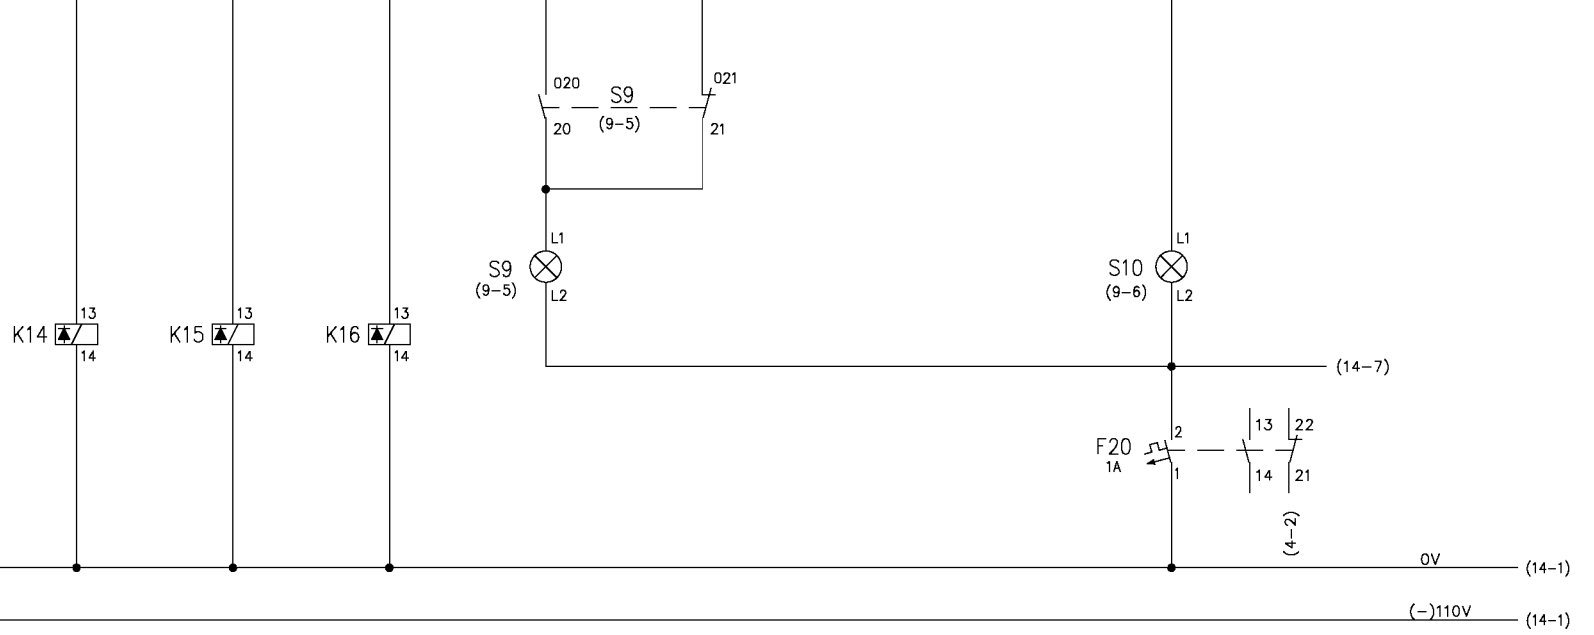 020
S9
(9-5)
20
021
21
L1
S9
(9-5)
L2
L1
S10
(9-6)
L2
13
K14
14
13
K15
14
13
K16
14
(14-7)
2
F20
1A
1
13
14
22
21
(4-2)
0V
(14-1)
(-)110V
(14-1)